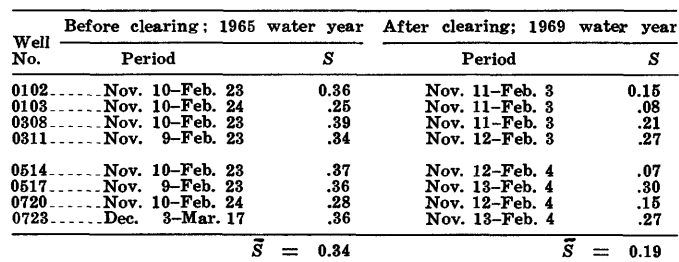 Before clearing; 1965 water year After clearing; 1969 water year
Well
No. Period S Period S
0102......Nov. 10–Feb. 23 0.36 Nov. 11–Feb. 3 0.15
0103......Nov. 10–Feb. 24 .25 Nov. 11–Feb. 3 .08
0308......Nov. 10–Feb. 23 .39 Nov. 11–Feb. 3 .21
0311......Nov. 9–Feb. 23 .34 Nov. 12–Feb. 3 .27
0514......Nov. 10–Feb. 23 .37 Nov. 12–Feb. 4 .07
0517......Nov. 9–Feb. 23 .36 Nov. 13–Feb. 4 .30
0720......Nov. 10–Feb. 24 .28 Nov. 12–Feb. 4 .15
0723......Dec. 3–Mar. 17 .36 Nov. 13–Feb. 4 .27
S̄ = 0.34 S̄ = 0.19